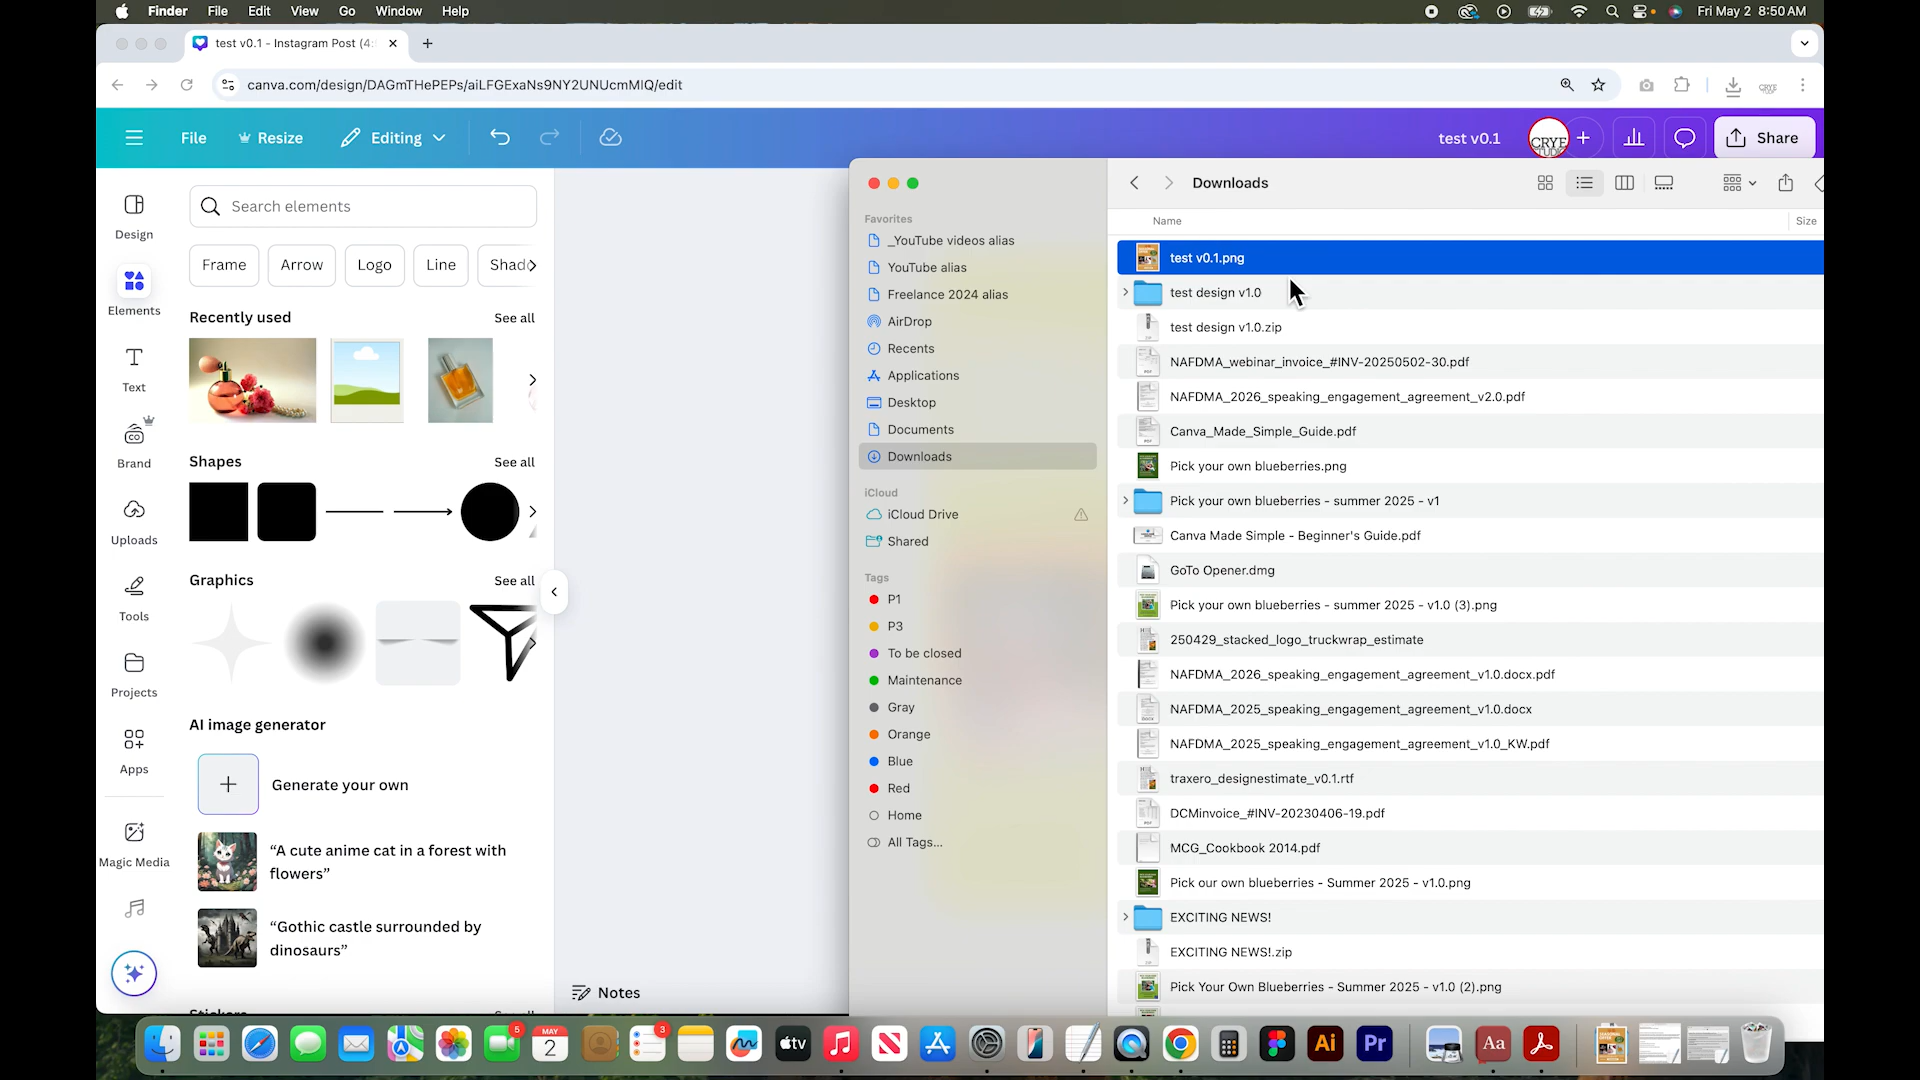 Finder File Edit View Go Window Help Fri May 2 8:50 AM
test v0.1 - Instagram Post (4:
canva.com/design/DAGmTHePEPs/aiLFGExaNs9NY2UNUcmMIQ/edit
CRYE
File Resize Editing test v0.1 CRYE Share
Design
Elements
Text
Brand
Uploads
Tools
Projects
Apps
Magic Media
Search elements
Frame Arrow Logo Line Shado
Recently used See all
Shapes See all
Graphics See all
AI image generator
Generate your own
“A cute anime cat in a forest with
flowers”
“Gothic castle surrounded by
dinosaurs”
Notes
Favorites
_YouTube videos alias
YouTube alias
Freelance 2024 alias
AirDrop
Recents
Applications
Desktop
Documents
Downloads
iCloud
iCloud Drive
Shared
Tags
P1
P3
To be closed
Maintenance
Gray
Orange
Blue
Red
Home
All Tags...
Downloads
Name Size
test v0.1.png
test design v1.0
test design v1.0.zip
NAFDMA_webinar_invoice_#INV-20250502-30.pdf
NAFDMA_2026_speaking_engagement_agreement_v2.0.pdf
Canva_Made_Simple_Guide.pdf
Pick your own blueberries.png
Pick your own blueberries - summer 2025 - v1
Canva Made Simple - Beginner's Guide.pdf
GoTo Opener.dmg
Pick your own blueberries - summer 2025 - v1.0 (3).png
250429_stacked_logo_truckwrap_estimate
NAFDMA_2026_speaking_engagement_agreement_v1.0.docx.pdf
NAFDMA_2025_speaking_engagement_agreement_v1.0.docx
NAFDMA_2025_speaking_engagement_agreement_v1.0_KW.pdf
traxero_designestimate_v0.1.rtf
DCMinvoice_#INV-20230406-19.pdf
MCG_Cookbook 2014.pdf
Pick our own blueberries - Summer 2025 - v1.0.png
EXCITING NEWS!
EXCITING NEWS!.zip
Pick Your Own Blueberries - Summer 2025 - v1.0 (2).png
5 MAY 2 3 tv Ai Pr Aa